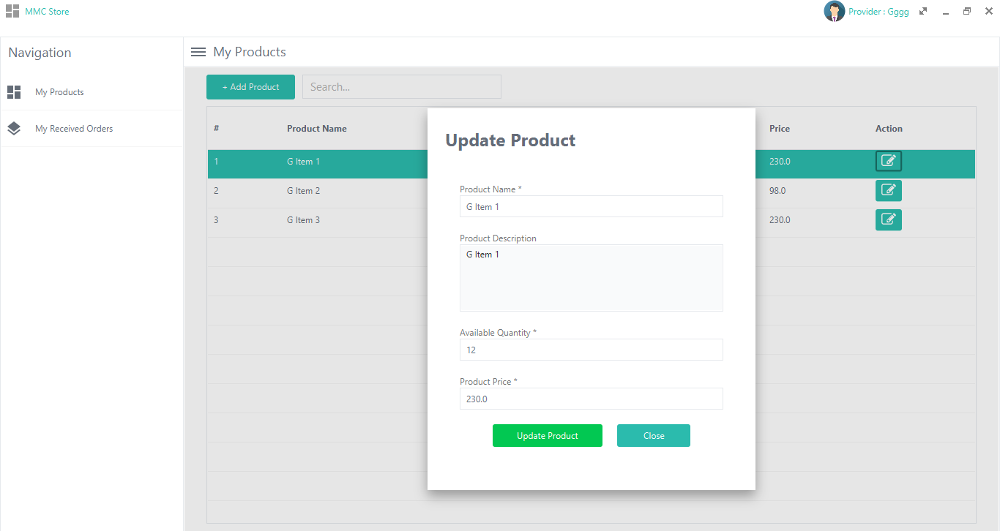 MMC Store
Provider : Gggg
Navigation
My Products
My Received Orders
My Products
+ Add Product
Search...
# Product Name Price Action
1 G Item 1 230.0
2 G Item 2 98.0
3 G Item 3 230.0
Update Product
Product Name *
G Item 1
Product Description
G Item 1
Available Quantity *
12
Product Price *
230.0
Update Product Close